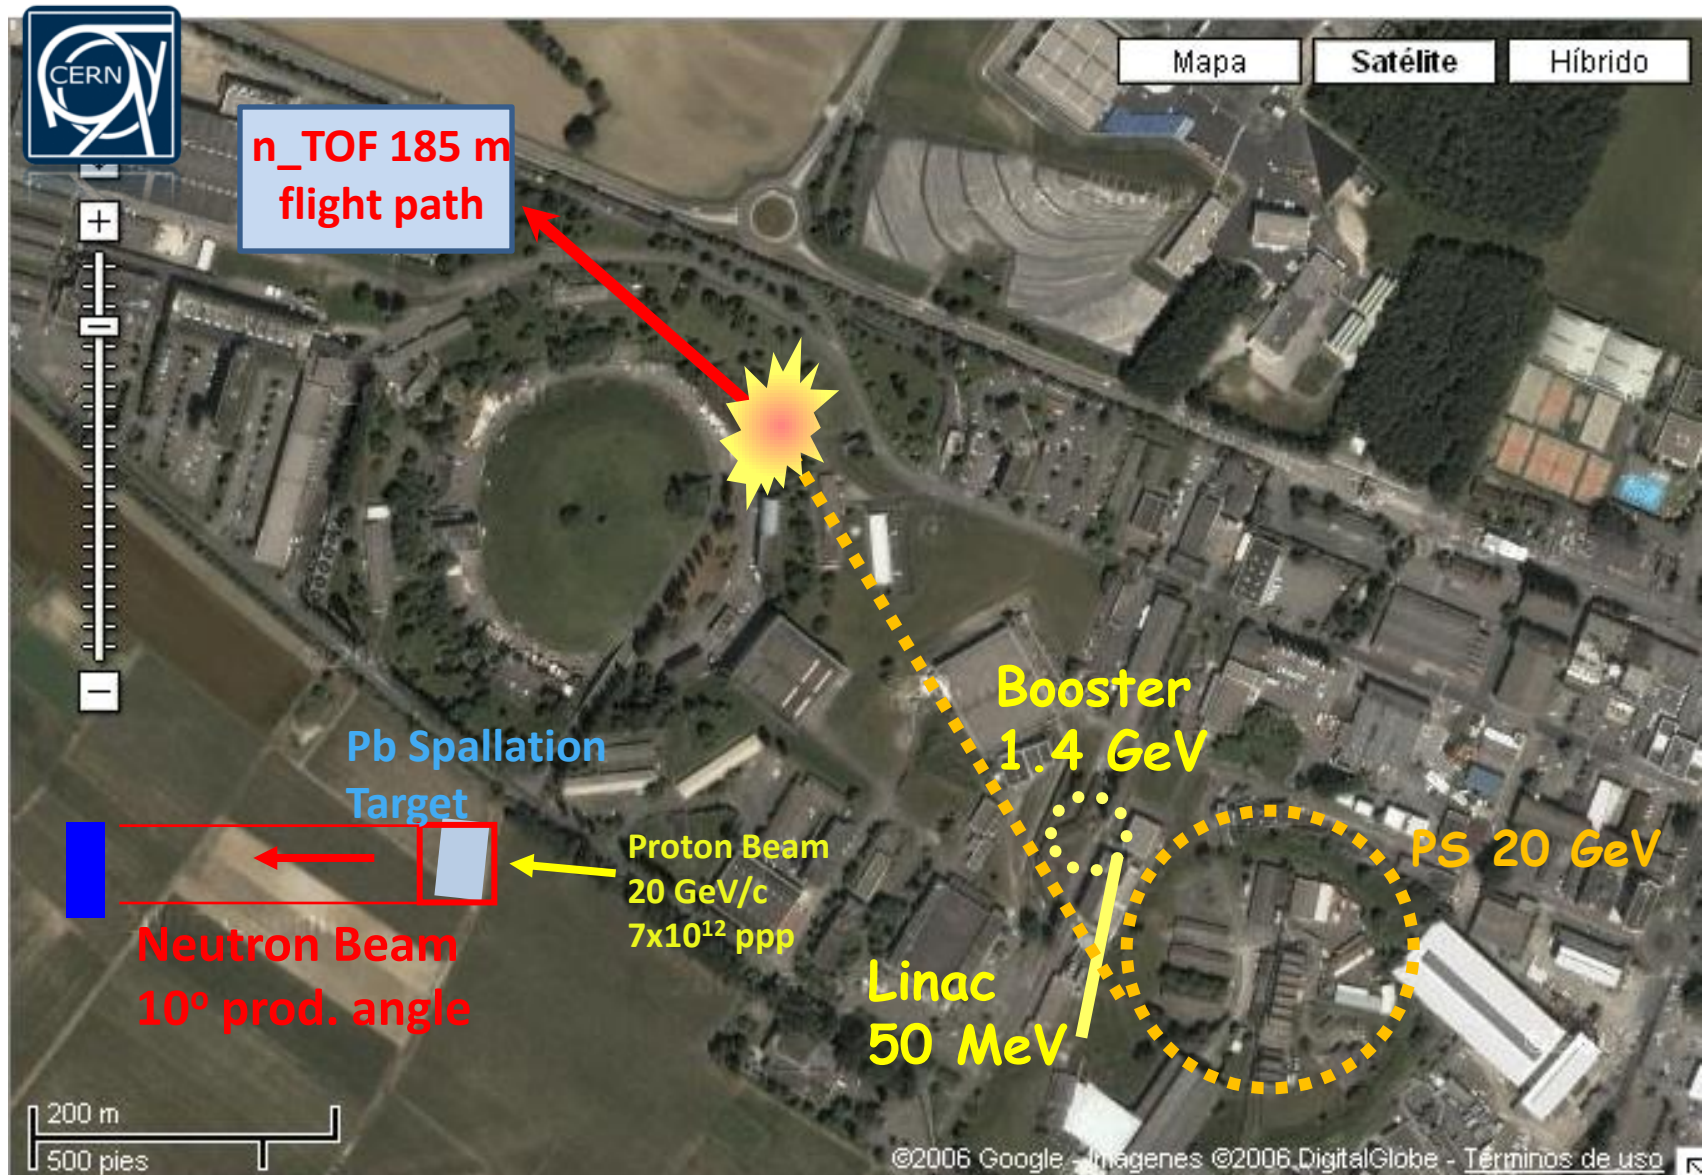 CERN
Mapa
Satélite
Híbrido
n_TOF 185 m
flight path
Booster
1.4 GeV
Pb Spallation
Target
PS 20 GeV
Proton Beam
20 GeV/c
7x10¹² ppp
Neutron Beam
10º prod. angle
Linac
50 MeV
200 m
500 pies
©2006 Google - Imágenes ©2006 DigitalGlobe - Términos de uso